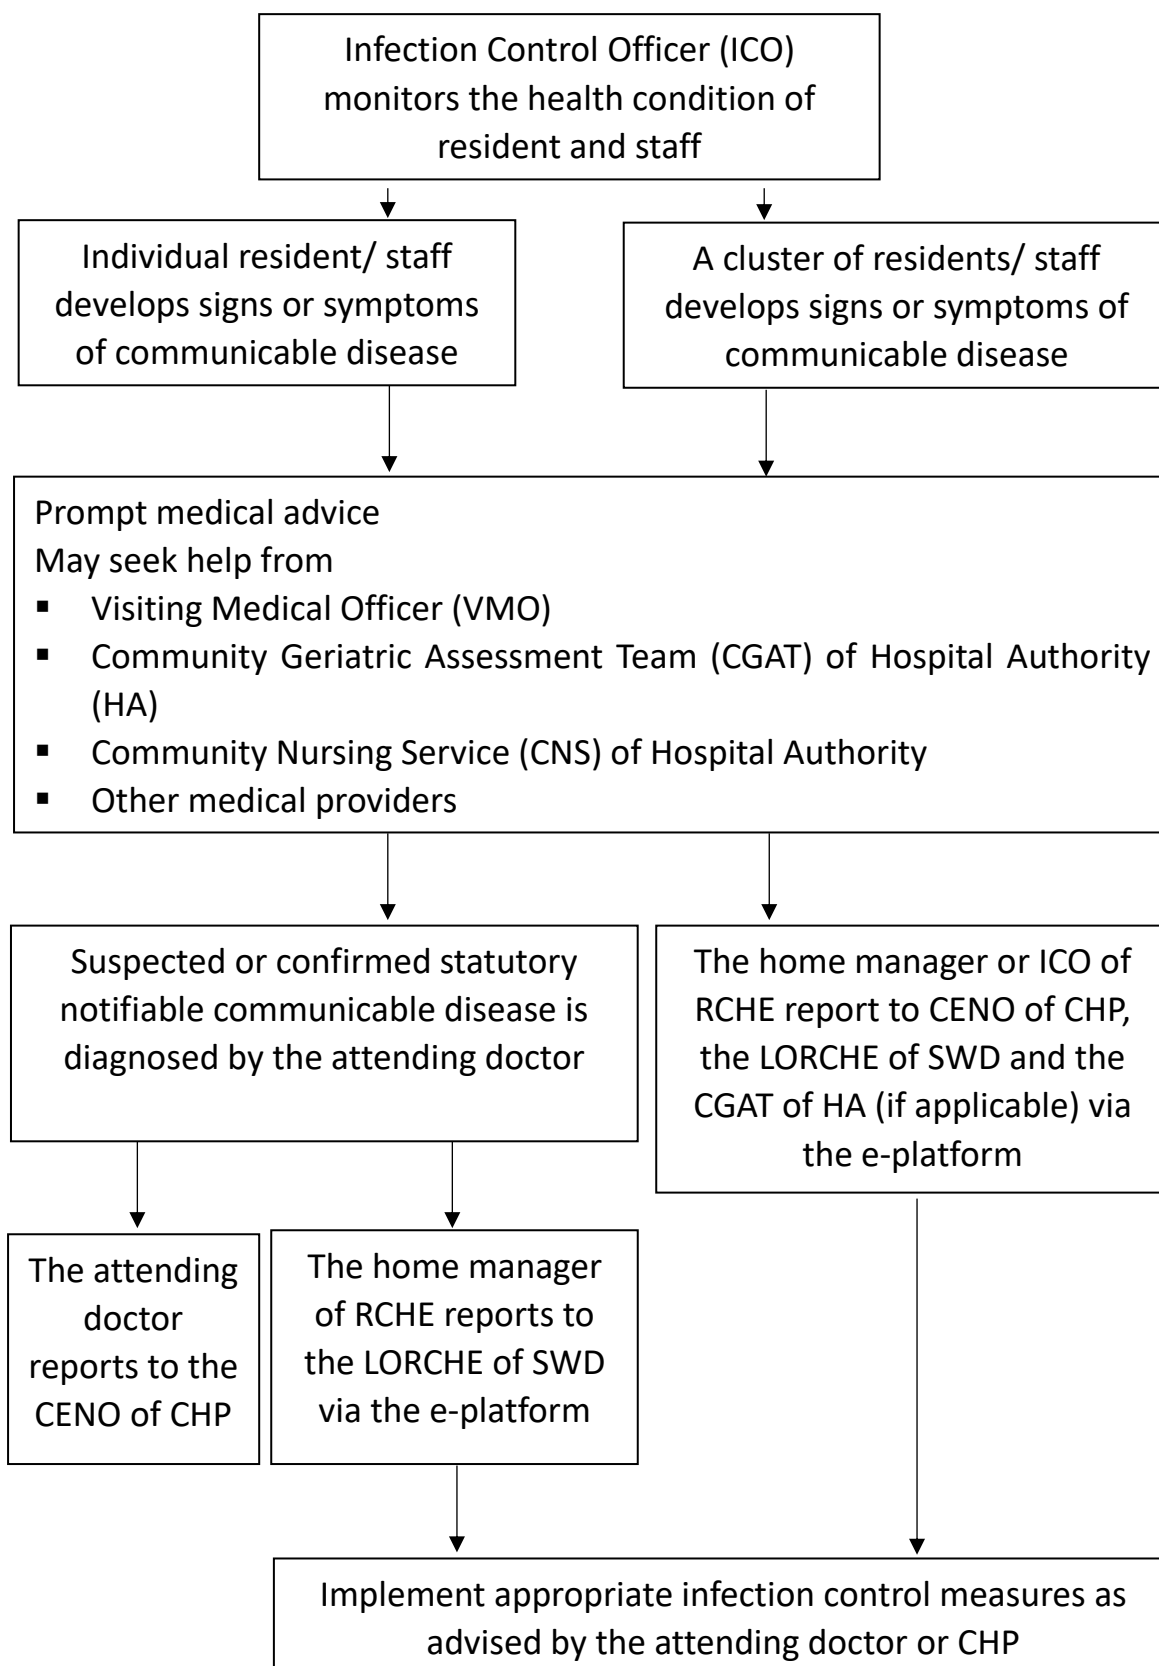 Infection Control Officer (ICO)
monitors the health condition of
resident and staff
Individual resident/ staff
develops signs or symptoms
of communicable disease
A cluster of residents/ staff
develops signs or symptoms of
communicable disease
Prompt medical advice
May seek help from
▪ Visiting Medical Officer (VMO)
▪ Community Geriatric Assessment Team (CGAT) of Hospital Authority
(HA)
▪ Community Nursing Service (CNS) of Hospital Authority
▪ Other medical providers
Suspected or confirmed statutory
notifiable communicable disease is
diagnosed by the attending doctor
The home manager or ICO of
RCHE report to CENO of CHP,
the LORCHE of SWD and the
CGAT of HA (if applicable) via
the e-platform
The attending
doctor
reports to the
CENO of CHP
The home manager
of RCHE reports to
the LORCHE of SWD
via the e-platform
Implement appropriate infection control measures as
advised by the attending doctor or CHP